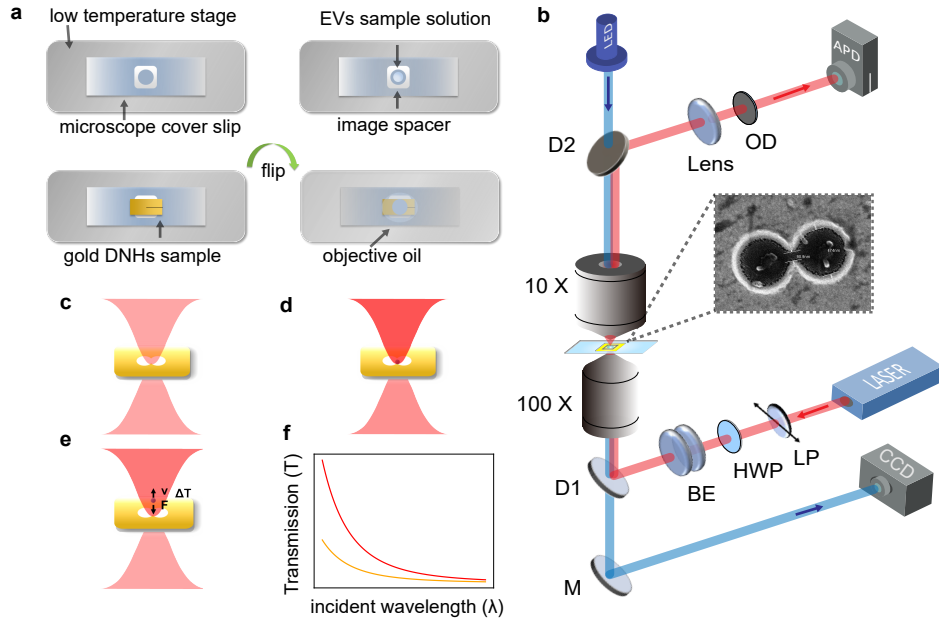 a
low temperature stage
EVs sample solution
microscope cover slip
image spacer
flip
gold DNHs sample
objective oil
b
LED
APD
D2
Lens
OD
10 X
100 X
LASER
LP
HWP
BE
D1
CCD
M
c
d
e
v
ΔT
F
f
Transmission (T)
incident wavelength (λ)